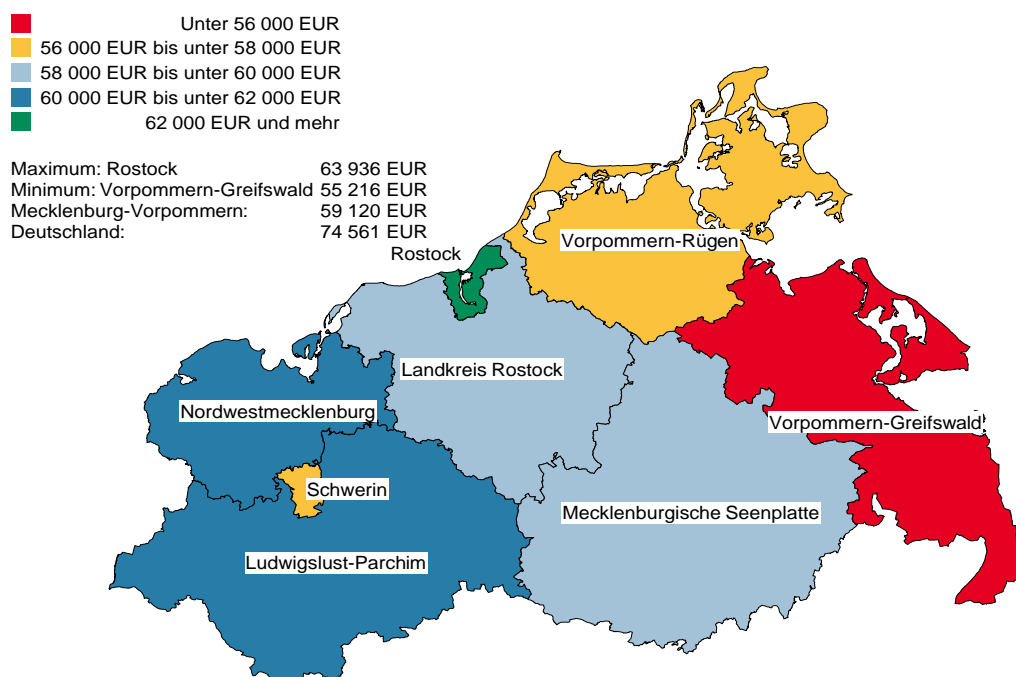 Unter 56 000 EUR
56 000 EUR bis unter 58 000 EUR
58 000 EUR bis unter 60 000 EUR
60 000 EUR bis unter 62 000 EUR
62 000 EUR und mehr
Maximum: Rostock 63 936 EUR
Minimum: Vorpommern-Greifswald 55 216 EUR
Mecklenburg-Vorpommern: 59 120 EUR
Deutschland: 74 561 EUR
Rostock
Vorpommern-Rügen
Landkreis Rostock
Nordwestmecklenburg
Vorpommern-Greifswald
Schwerin
Mecklenburgische Seenplatte
Ludwigslust-Parchim